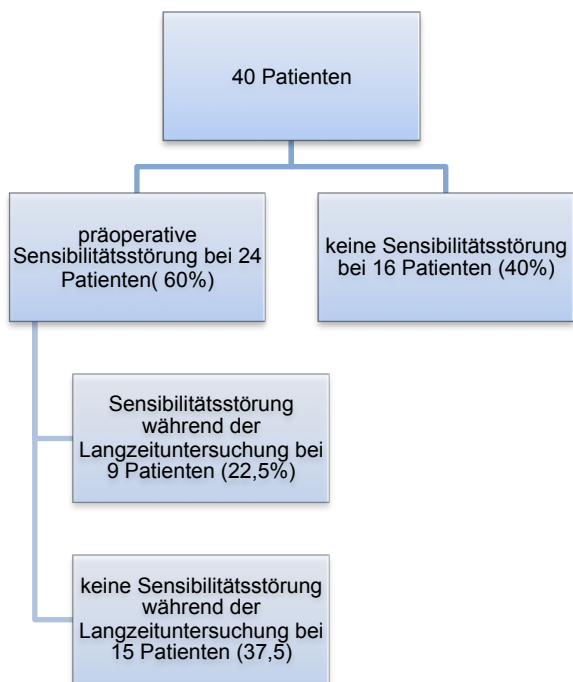 40 Patienten
präoperative
Sensibilitätsstörung bei 24
Patienten( 60%)
keine Sensibilitätsstörung
bei 16 Patienten (40%)
Sensibilitätsstörung
während der
Langzeituntersuchung bei
9 Patienten (22,5%)
keine Sensibilitätsstörung
während der
Langzeituntersuchung bei
15 Patienten (37,5)